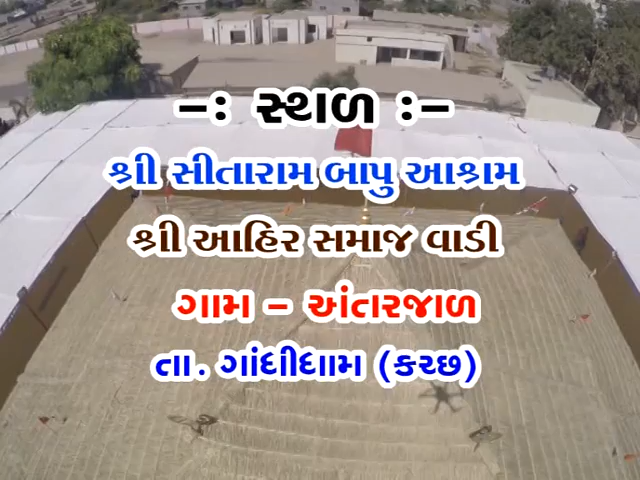 -: સ્થળ :-
શ્રી સીતારામ બાપુ આશ્રમ
શ્રી આહિર સમાજ વાડી
ગામ - અંતરજાળ
તા. ગાંધીધામ (કચ્છ)